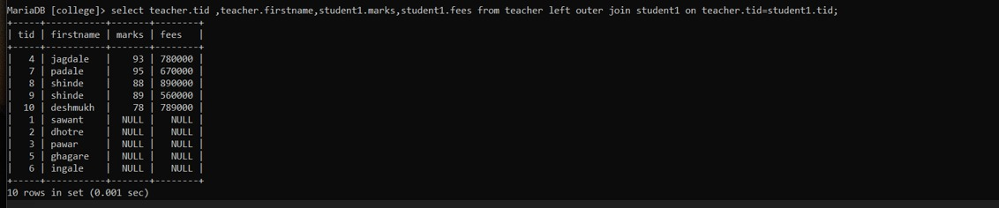 MariaDB [college]> select teacher.tid ,teacher.firstname,student1.marks,student1.fees from teacher left outer join student1 on teacher.tid=student1.tid;
+-----+-----------+-------+--------+
| tid | firstname | marks | fees   |
+-----+-----------+-------+--------+
|   4 | jagdale   |    93 | 780000 |
|   7 | padale    |    95 | 670000 |
|   8 | shinde    |    88 | 890000 |
|   9 | shinde    |    89 | 560000 |
|  10 | deshmukh  |    78 | 789000 |
|   1 | sawant    |  NULL |   NULL |
|   2 | dhotre    |  NULL |   NULL |
|   3 | pawar     |  NULL |   NULL |
|   5 | ghagare   |  NULL |   NULL |
|   6 | ingale    |  NULL |   NULL |
+-----+-----------+-------+--------+
10 rows in set (0.001 sec)